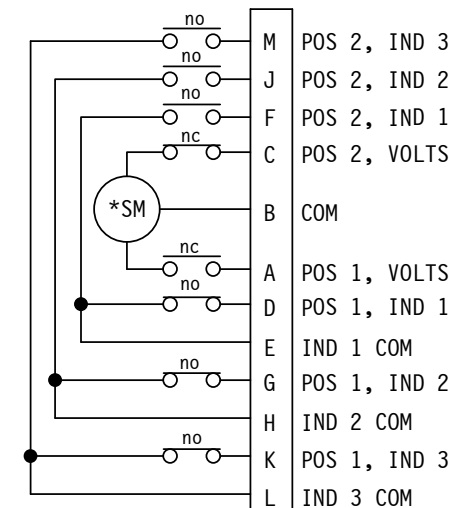 no
M POS 2, IND 3
no
J POS 2, IND 2
no
F POS 2, IND 1
nc
C POS 2, VOLTS
*SM
B COM
nc
A POS 1, VOLTS
no
D POS 1, IND 1
E IND 1 COM
no
G POS 1, IND 2
H IND 2 COM
no
K POS 1, IND 3
L IND 3 COM